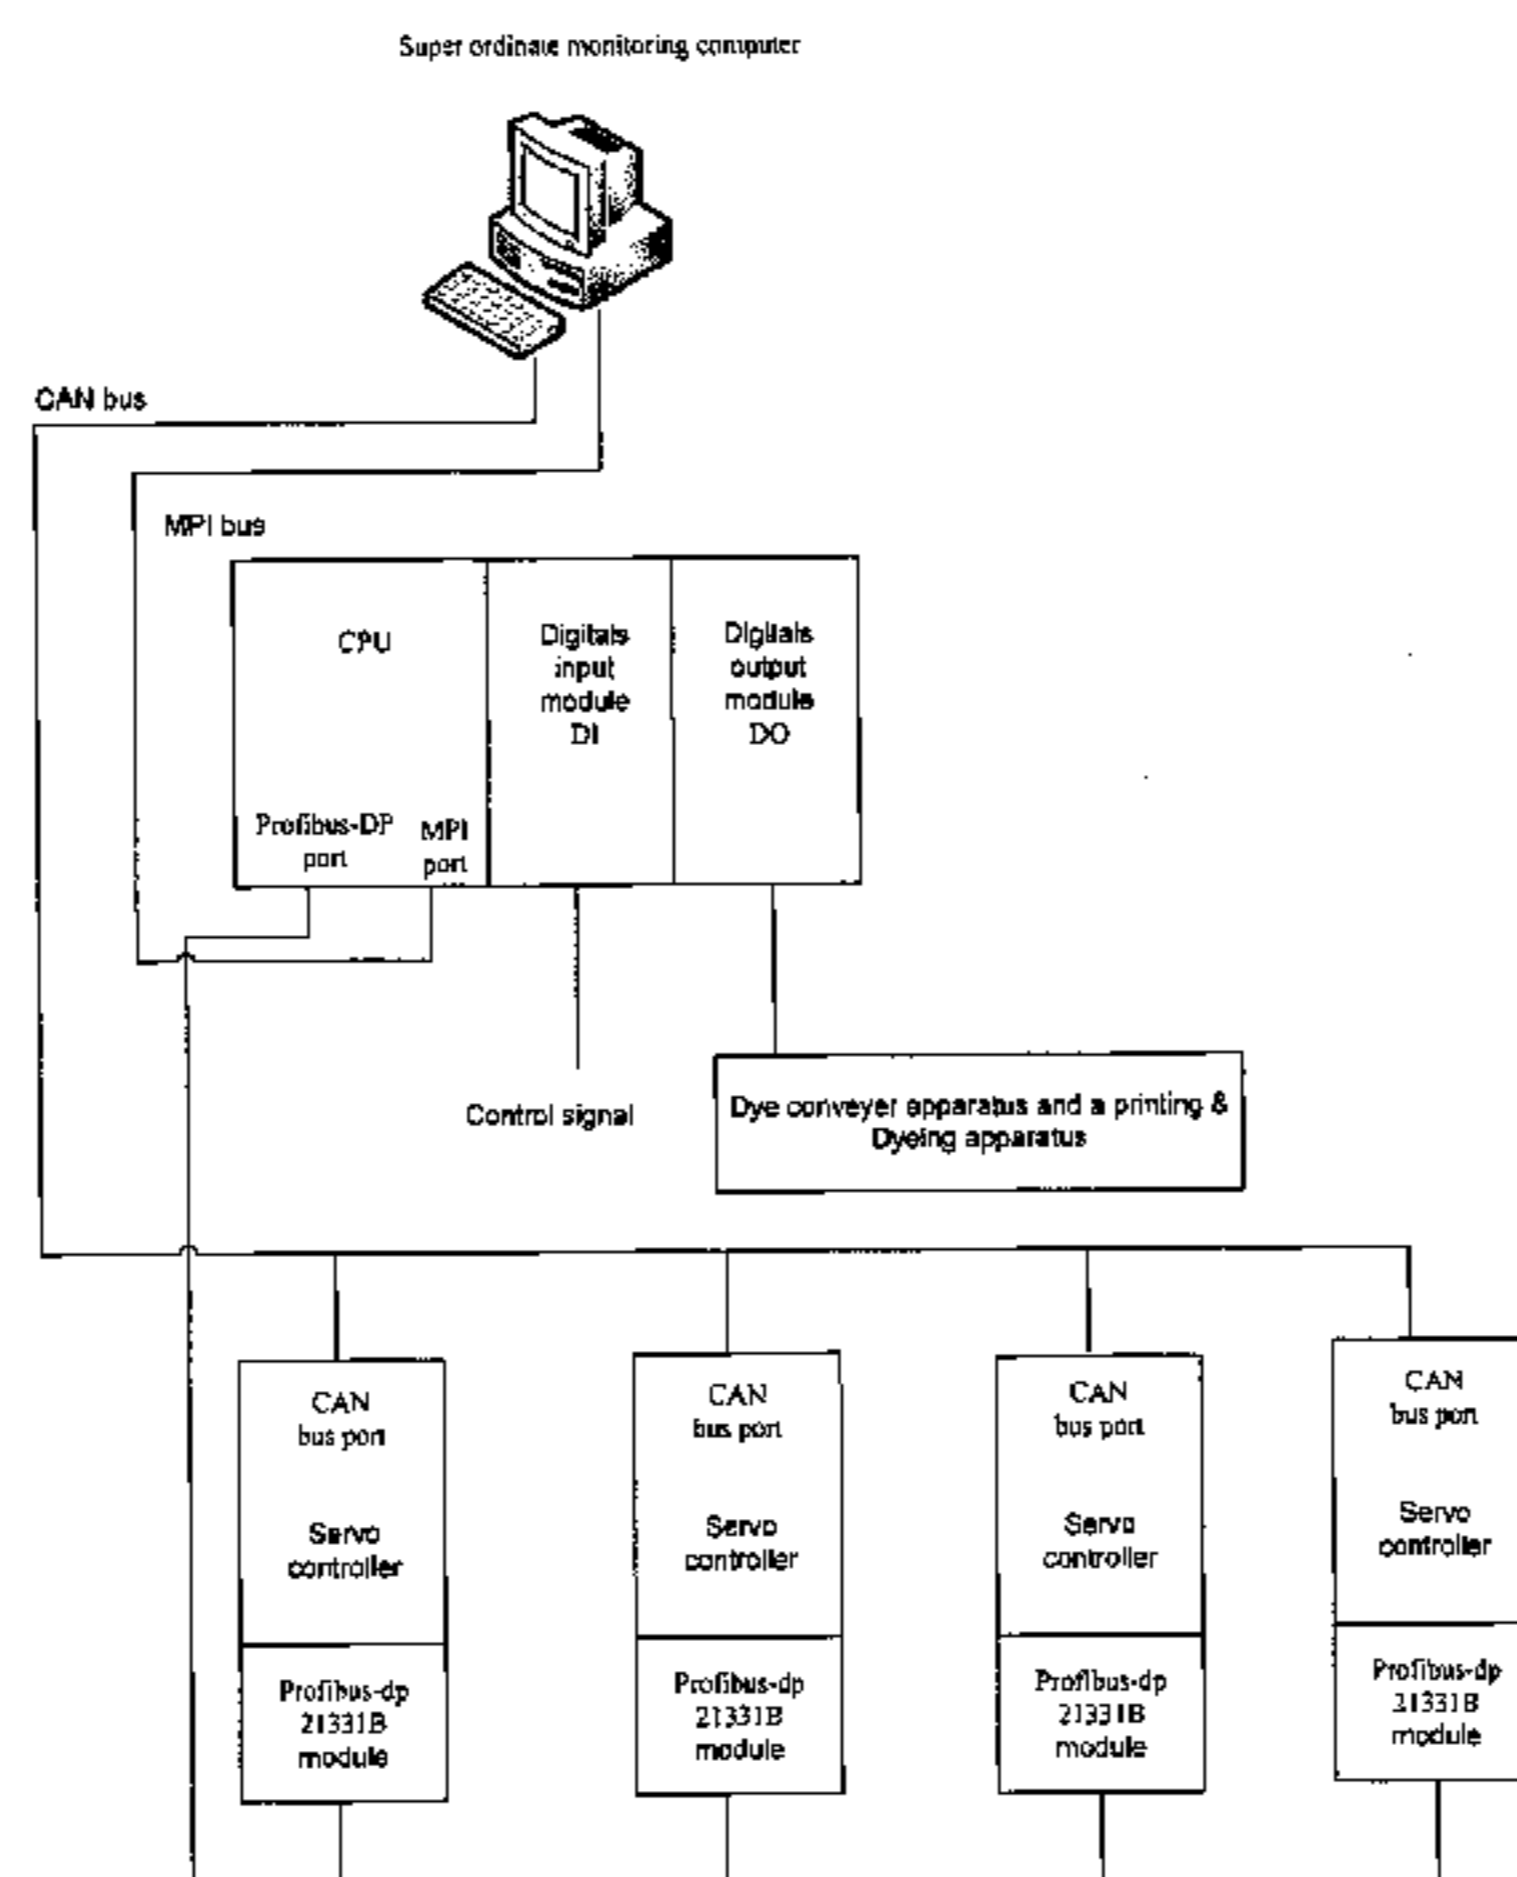 Super ordinate monitoring computer
CAN bus
MPI bus
CPU
Digitals
input
module
DI
Digitals
output
module
DO
Profibus-DP
port
MPI
port
Control signal
Dye conveyer apparatus and a printing &
Dyeing apparatus
CAN
bus port
Servo
controller
Profibus-dp
21331B
module
CAN
bus port
Servo
controller
Profibus-dp
21331B
module
CAN
bus port
Servo
controller
Profibus-dp
21331B
module
CAN
bus port
Servo
controller
Profibus-dp
21331B
module